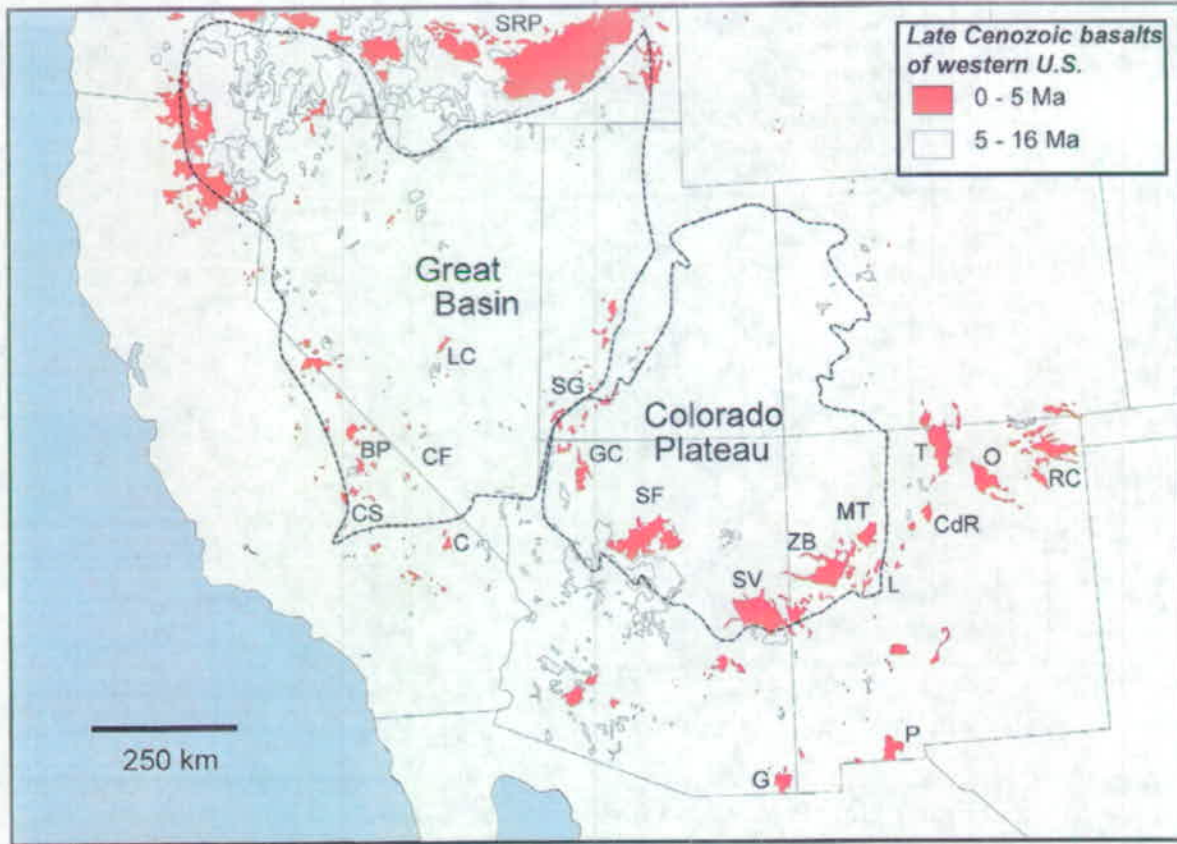 SRP
Late Cenozoic basalts
of western U.S.
0 - 5 Ma
5 - 16 Ma
Great
Basin
LC
SG
Colorado
Plateau
BP
CF
GC
T
O
RC
SF
MT
CdR
CS
C
ZB
SV
L
250 km
P
G